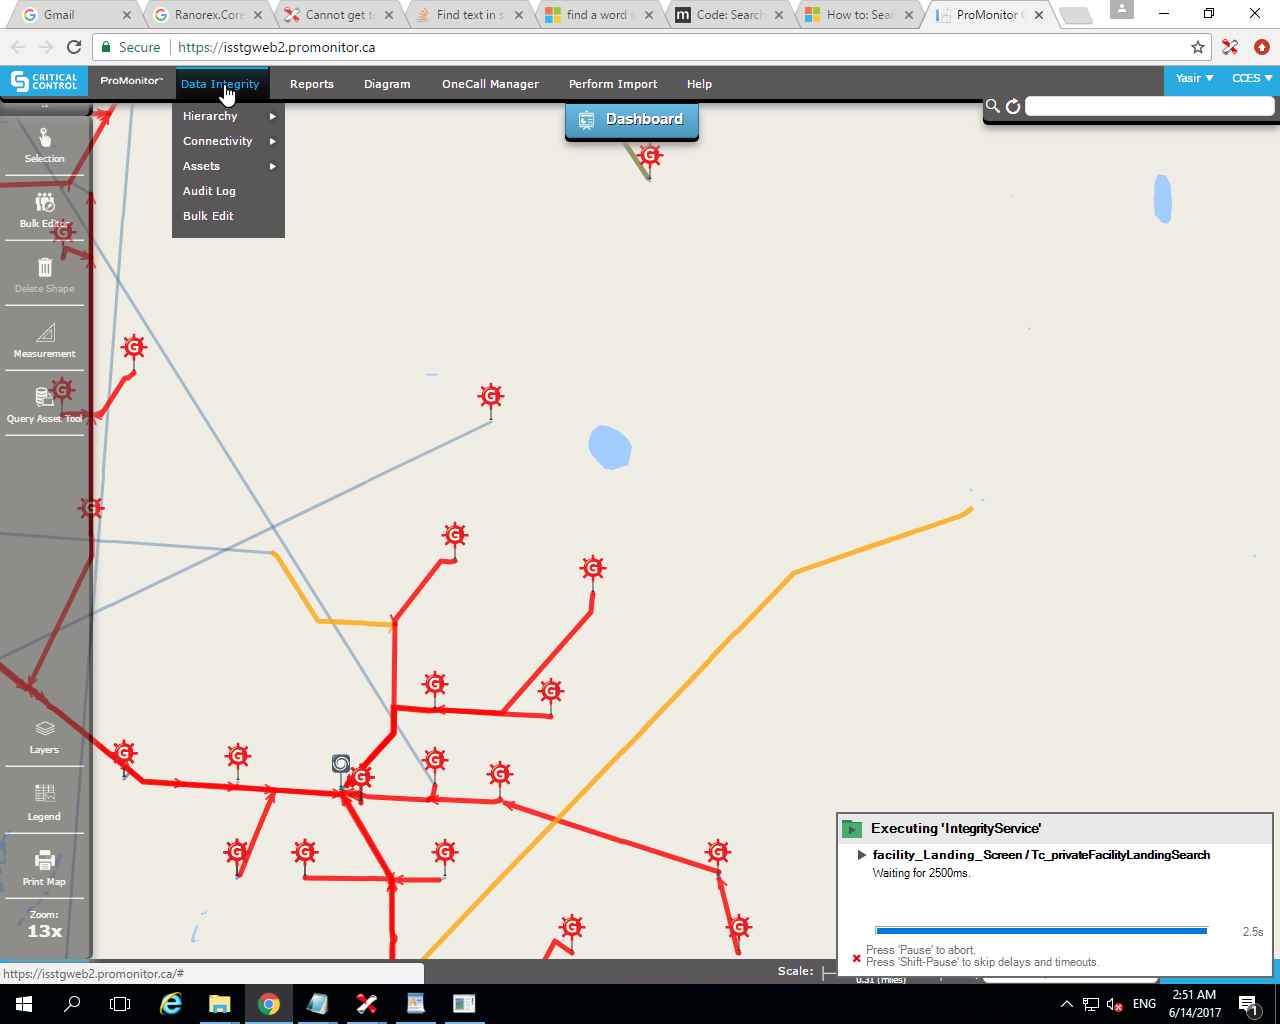 Gmail
Ranorex.Core
Cannot get t
Find text in s
find a word
Code: Search
How to: Sear
ProMonitor
Secure
https://isstgweb2.promonitor.ca
CRITICAL
CONTROL
ProMonitor™
Data Integrity
Reports
Diagram
OneCall Manager
Perform Import
Help
Yasir
CCES
Hierarchy
Connectivity
Assets
Audit Log
Bulk Edit
Dashboard
Selection
Bulk Editor
Delete Shape
Measurement
Query Asset Tool
Layers
Legend
Print Map
Zoom:
13x
Executing 'IntegrityService'
facility_Landing_Screen / Tc_privateFacilityLandingSearch
Waiting for 2500ms.
2.5s
Press 'Pause' to abort.
Press 'Shift-Pause' to skip delays and timeouts.
https://isstgweb2.promonitor.ca/#
Scale:
0.31 (miles)
ENG
2:51 AM
6/14/2017
1